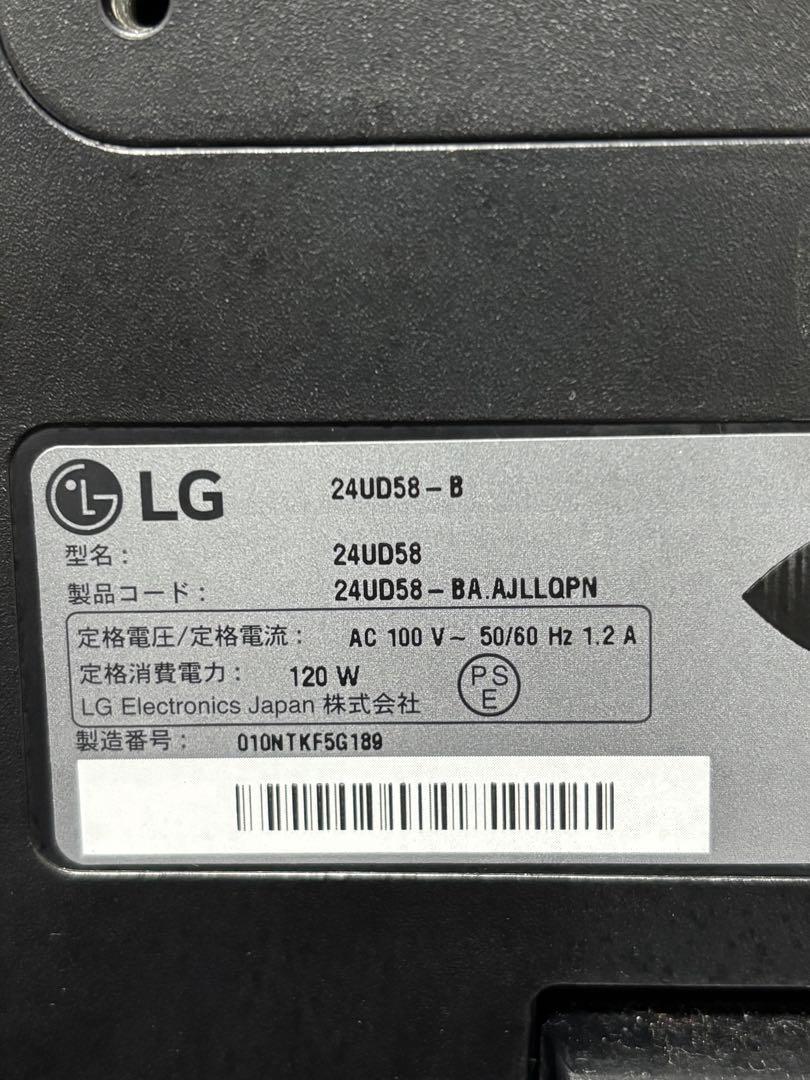 LG 24UD58-B
型名: 24UD58
製品コード: 24UD58-BA.AJLLQPN
定格電圧/定格電流: AC 100 V~ 50/60 Hz 1.2 A
定格消費電力: 120 W PSE
LG Electronics Japan 株式会社
製造番号: 010NTKF5G189